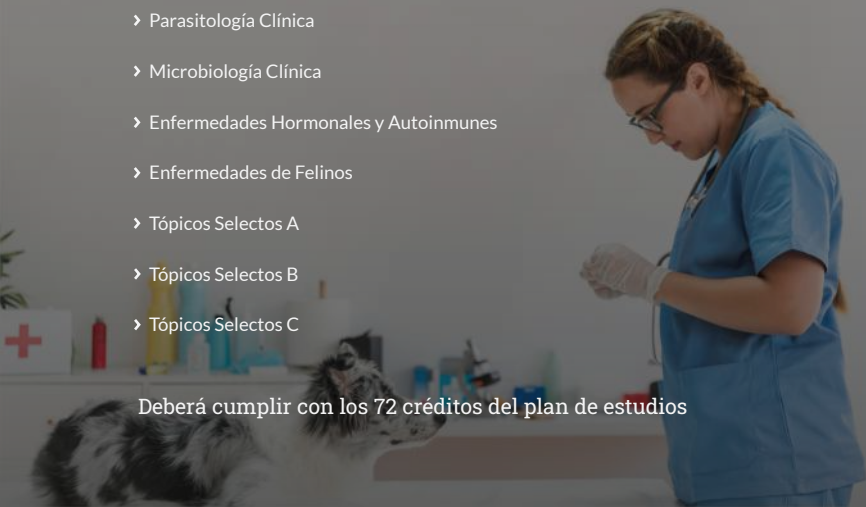 Parasitología Clínica
Microbiología Clínica
Enfermedades Hormonales y Autoinmunes
Enfermedades de Felinos
Tópicos Selectos A
Tópicos Selectos B
Tópicos Selectos C
Deberá cumplir con los 72 créditos del plan de estudios